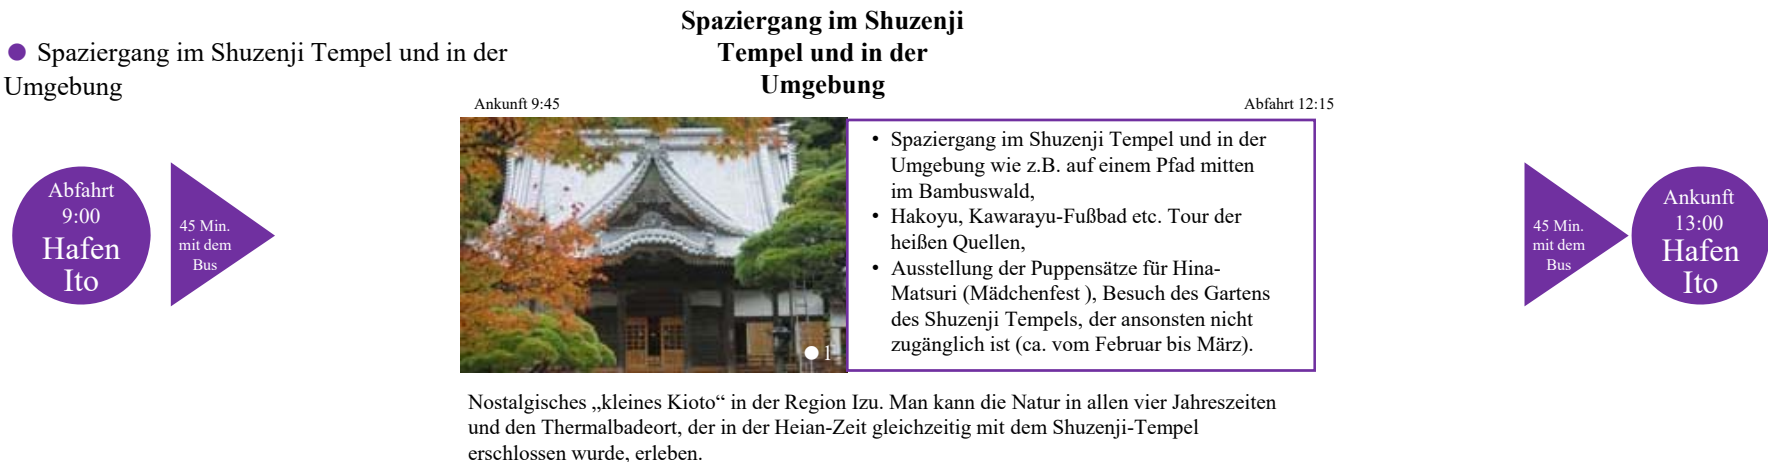 ● Spaziergang im Shuzenji Tempel und in der
Umgebung
Spaziergang im Shuzenji
Tempel und in der
Umgebung
Ankunft 9:45
Abfahrt 12:15
Abfahrt
9:00
Hafen
Ito
45 Min.
mit dem
Bus
• Spaziergang im Shuzenji Tempel und in der
Umgebung wie z.B. auf einem Pfad mitten
im Bambuswald,
• Hakoyu, Kawarayu-Fußbad etc. Tour der
heißen Quellen,
• Ausstellung der Puppensätze für Hina-
Matsuri (Mädchenfest ), Besuch des Gartens
des Shuzenji Tempels, der ansonsten nicht
zugänglich ist (ca. vom Februar bis März).
● 1
45 Min.
mit dem
Bus
Ankunft
13:00
Hafen
Ito
Nostalgisches „kleines Kioto“ in der Region Izu. Man kann die Natur in allen vier Jahreszeiten
und den Thermalbadeort, der in der Heian-Zeit gleichzeitig mit dem Shuzenji-Tempel
erschlossen wurde, erleben.